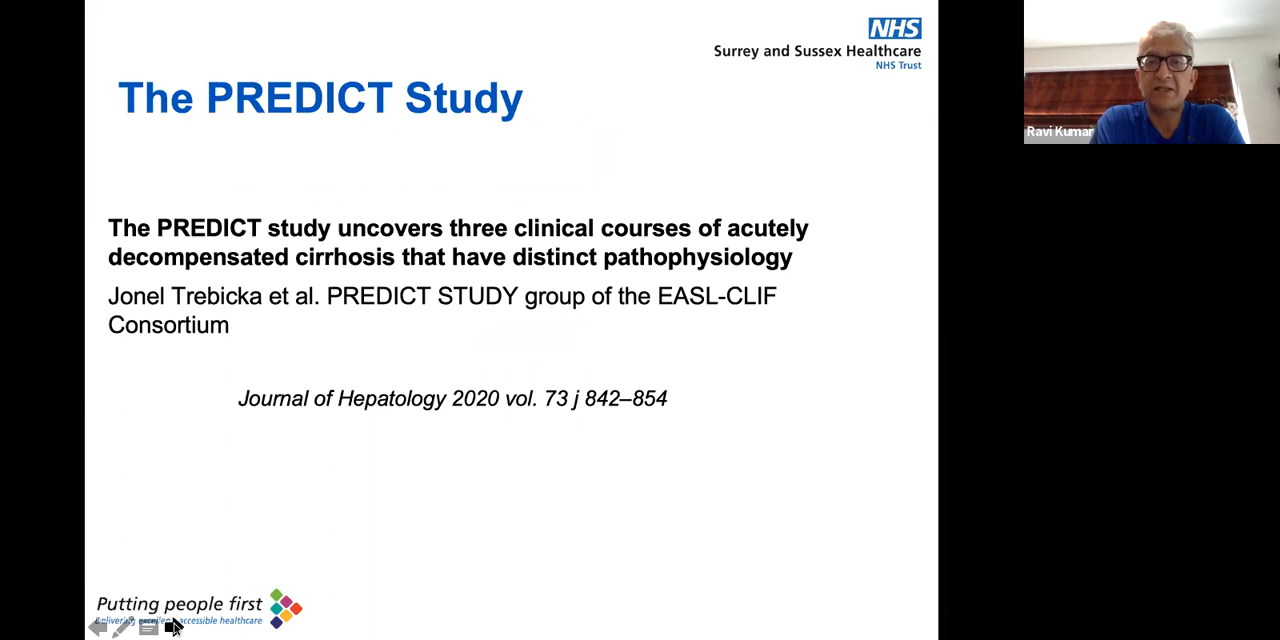 NHS
Surrey and Sussex Healthcare
NHS Trust
The PREDICT Study
Ravi Kumar
The PREDICT study uncovers three clinical courses of acutely
decompensated cirrhosis that have distinct pathophysiology
Jonel Trebicka et al. PREDICT STUDY group of the EASL-CLIF
Consortium
Journal of Hepatology 2020 vol. 73 j 842–854
Putting people first
accessible healthcare